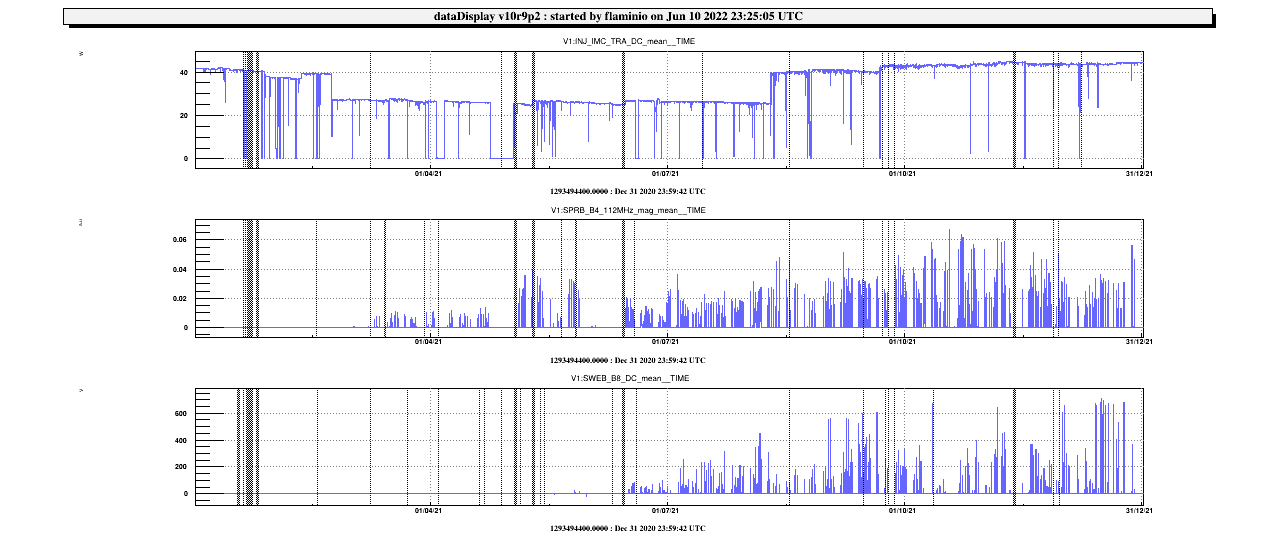 dataDisplay v10r9p2 : started by flaminio on Jun 10 2022 23:25:05 UTC
V1:INJ_IMC_TRA_DC_mean__TIME
W
40
20
0
01/04/21 01/07/21 01/10/21 31/12/21
1293494400.0000 : Dec 31 2020 23:59:42 UTC
V1:SPRB_B4_112MHz_mag_mean__TIME
0.06
0.04
0.02
0
01/04/21 01/07/21 01/10/21 31/12/21
1293494400.0000 : Dec 31 2020 23:59:42 UTC
V1:SWEB_B8_DC_mean__TIME
V
600
400
200
0
01/04/21 01/07/21 01/10/21 31/12/21
1293494400.0000 : Dec 31 2020 23:59:42 UTC